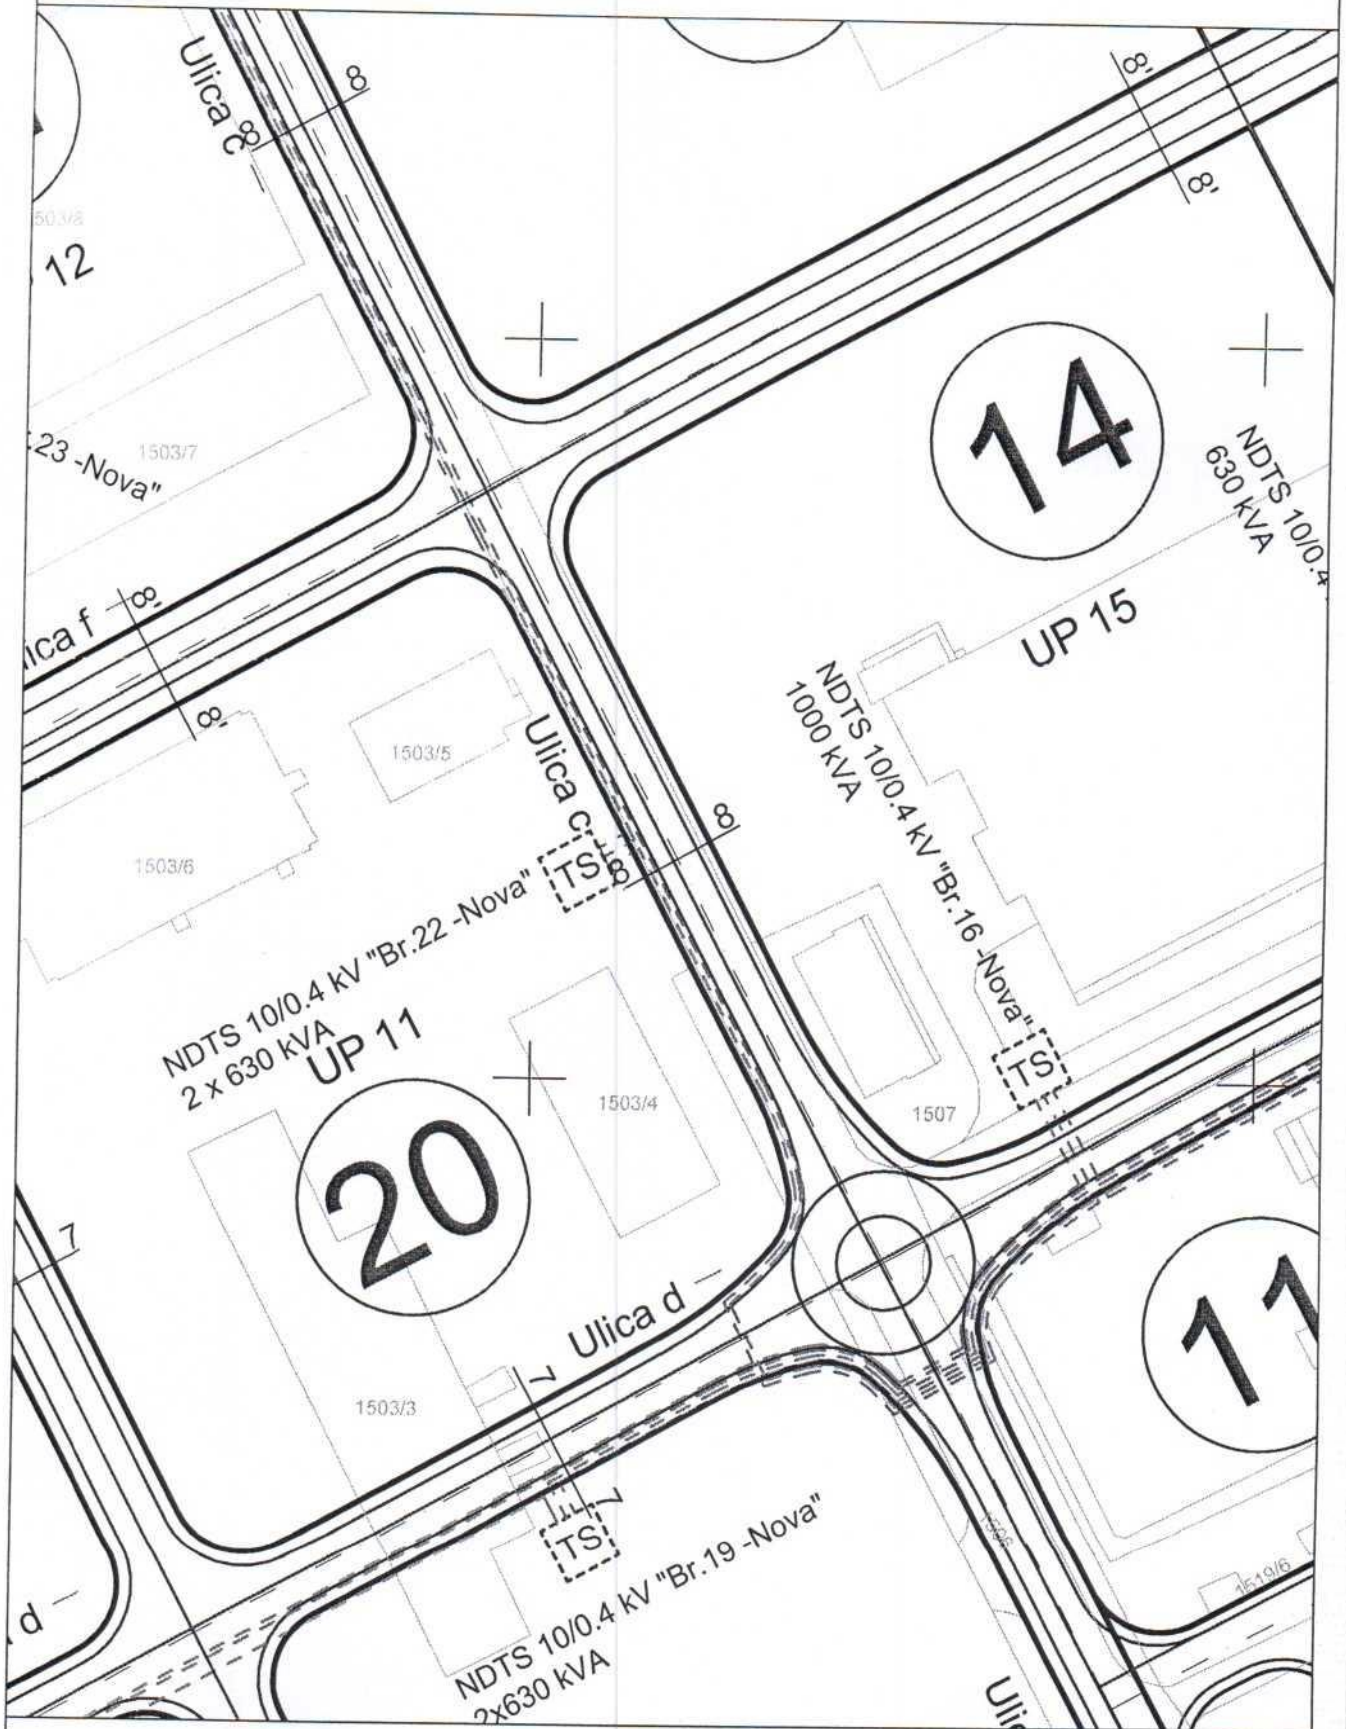 Ulica c
8
8
8'
8'
503/8
12
14
1503/7
.23 -Nova"
NDTS 10/0.4
630 kVA
8'
ica f
UP 15
8'
NDTS 10/0.4 kV "Br.16 -Nova"
1000 kVA
1503/5
Ulica c
8
8
TS
1503/6
NDTS 10/0.4 kV "Br.22 -Nova"
2 x 630 kVA
UP 11
TS
1503/4
1507
20
7
11
Ulica d
7
1503/3
7
TS
NDTS 10/0.4 kV "Br.19 -Nova"
2x630 kVA
1519/6
d
Uli